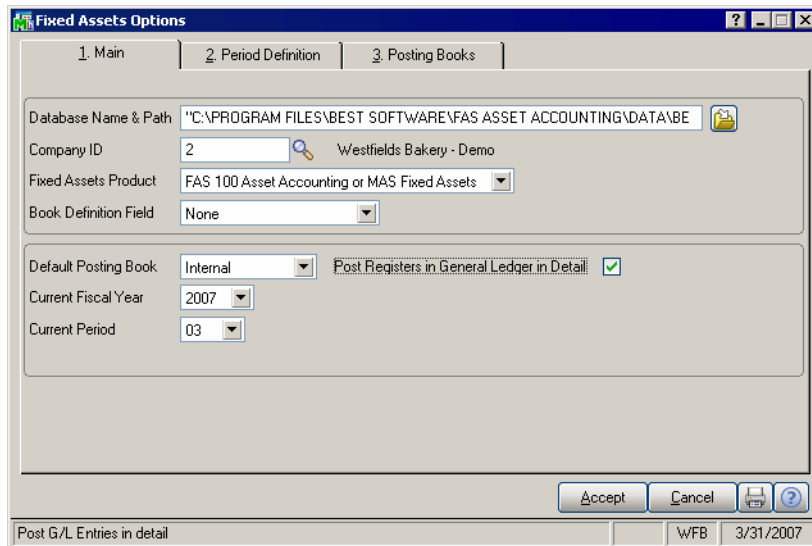 Fixed Assets Options
1. Main 2. Period Definition 3. Posting Books
Database Name & Path "C:\PROGRAM FILES\BEST SOFTWARE\FAS ASSET ACCOUNTING\DATA\BE
Company ID 2 Westfields Bakery - Demo
Fixed Assets Product FAS 100 Asset Accounting or MAS Fixed Assets
Book Definition Field None
Default Posting Book Internal Post Registers in General Ledger in Detail
Current Fiscal Year 2007
Current Period 03
Accept Cancel
Post G/L Entries in detail WFB 3/31/2007